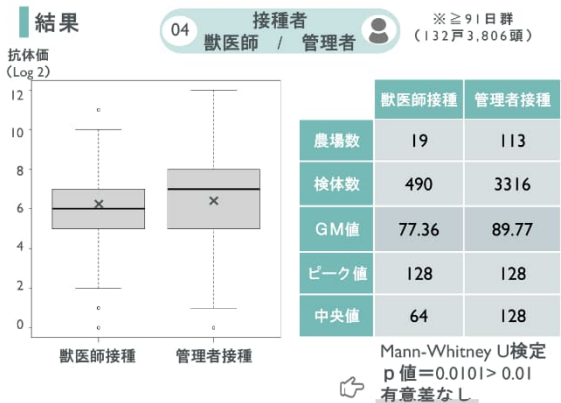 結果
04
接種者
獣医師 / 管理者
※≧91日群
(132戸3,806頭)
抗体価
(Log 2)
12
10
8
6
4
2
0
獣医師接種 管理者接種
獣医師接種 管理者接種
農場数 19 113
検体数 490 3316
GM値 77.36 89.77
ピーク値 128 128
中央値 64 128
Mann-Whitney U検定
p値=0.0101> 0.01
有意差なし